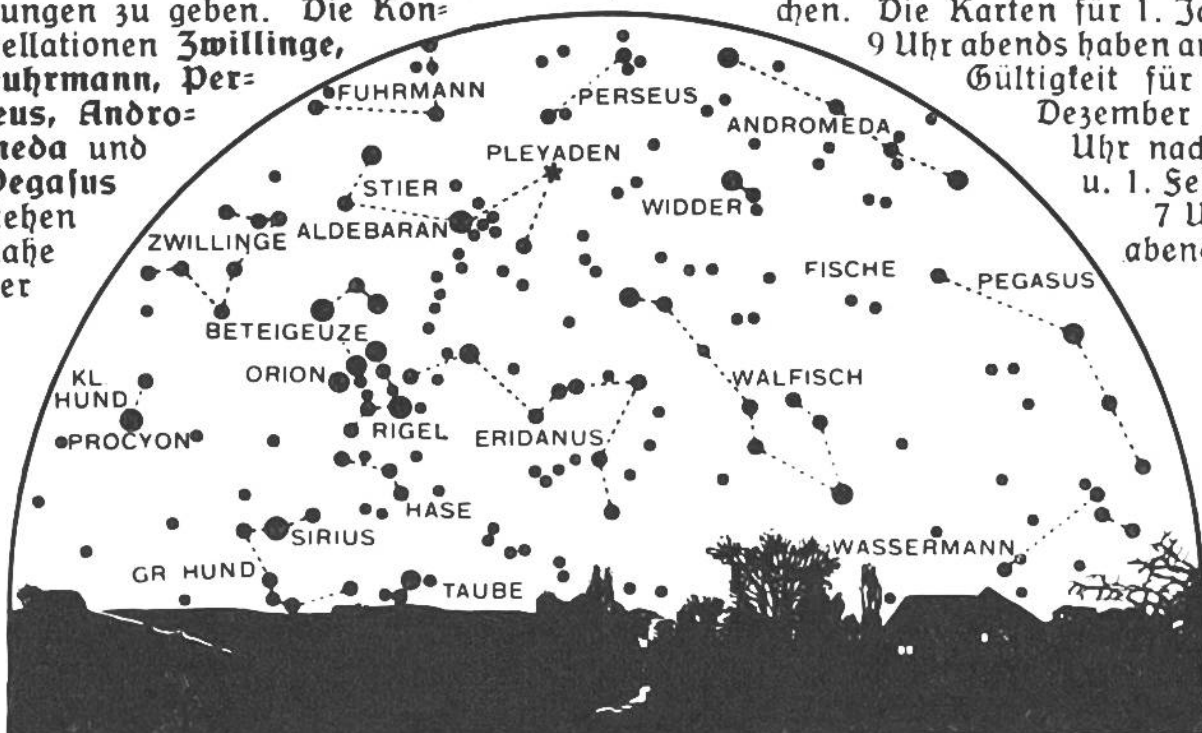 ungen zu geben. Die Kon=
ellationen Zwillinge,
uhrmann, Per=
eus, Andro=
neda und
Pegasus
tehen
ahe
er
chen. Die Karten für 1. Ja
9 Uhr abends haben a
Gültigkeit für
Dezember
Uhr nach
u. 1. Fe
7 U
abend
FUHRMANN
PERSEUS
ANDROMEDA
PLEYADEN
STIER
WIDDER
ALDEBARAN
ZWILLINGE
FISCHE
PEGASUS
BETEIGEUZE
KL.
HUND
ORION
WALFISCH
PROCYON
RIGEL
ERIDANUS
HASE
SIRIUS
WASSERMANN
GR HUND
TAUBE